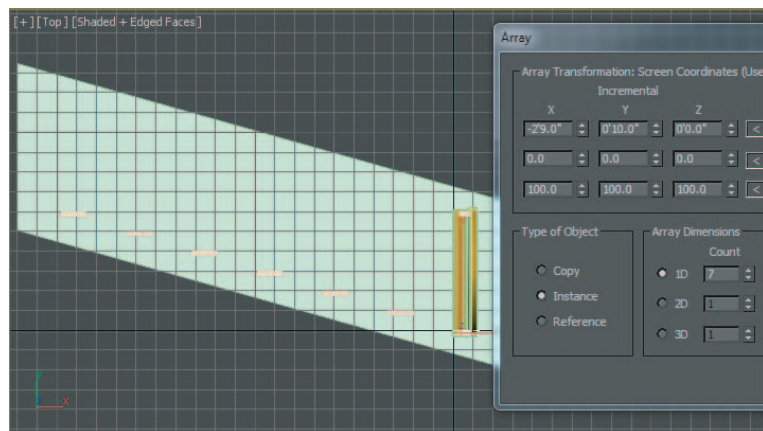 [+][Top][Shaded + Edged Faces]
Array
Array Transformation: Screen Coordinates (Use
Incremental
X Y Z
-2'9.0" 0'10.0" 0'0.0" <
0.0 0.0 0.0 <
100.0 100.0 100.0 <
Type of Object
Array Dimensions
Count
Copy
1D 7
Instance
2D 1
Reference
3D 1
y
x